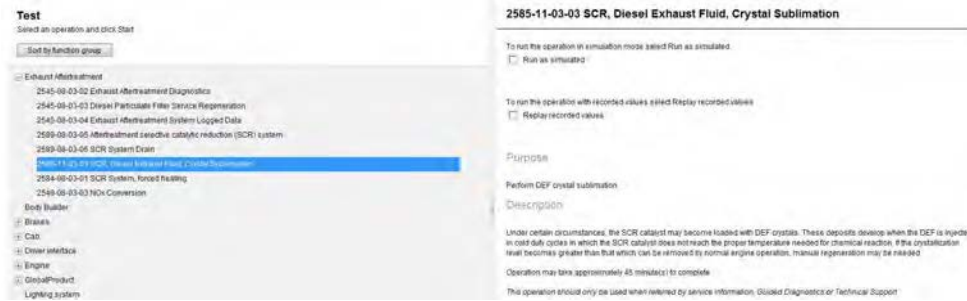 Test
Select an operation and click Start
Sort by function group
Exhaust Aftertreatment
2545-08-03-02 Exhaust Aftertreatment Diagnostics
2545-08-03-03 Diesel Particulate Filter Service Regeneration
2545-08-03-04 Exhaust Aftertreatment System Logged Data
2589-08-03-05 Aftertreatment selective catalytic reduction (SCR) system
2589-08-03-06 SCR System Drain
2585-11-03-03 SCR, Diesel Exhaust Fluid, Crystal Sublimation
2584-08-03-01 SCR System, forced heating
2549-08-03-03 NOx Conversion
Body Builder
Brakes
Cab
Driver interface
Engine
GlobalProduct
Lighting system
2585-11-03-03 SCR, Diesel Exhaust Fluid, Crystal Sublimation
To run the operation in simulation mode select Run as simulated
Run as simulated
To run the operation with recorded values select Replay recorded values
Replay recorded values
Purpose
Perform DEF crystal sublimation
Description
Under certain circumstances, the SCR catalyst may become loaded with DEF crystals. These deposits develop when the DEF is injecte
in cold duty cycles in which the SCR catalyst does not reach the proper temperature needed for chemical reaction. If the crystallization
level becomes greater than that which can be removed by normal engine operation, manual regeneration may be needed
Operation may take approximately 45 minute(s) to complete
This operation should only be used when referred by service information, Guided Diagnostics or Technical Support